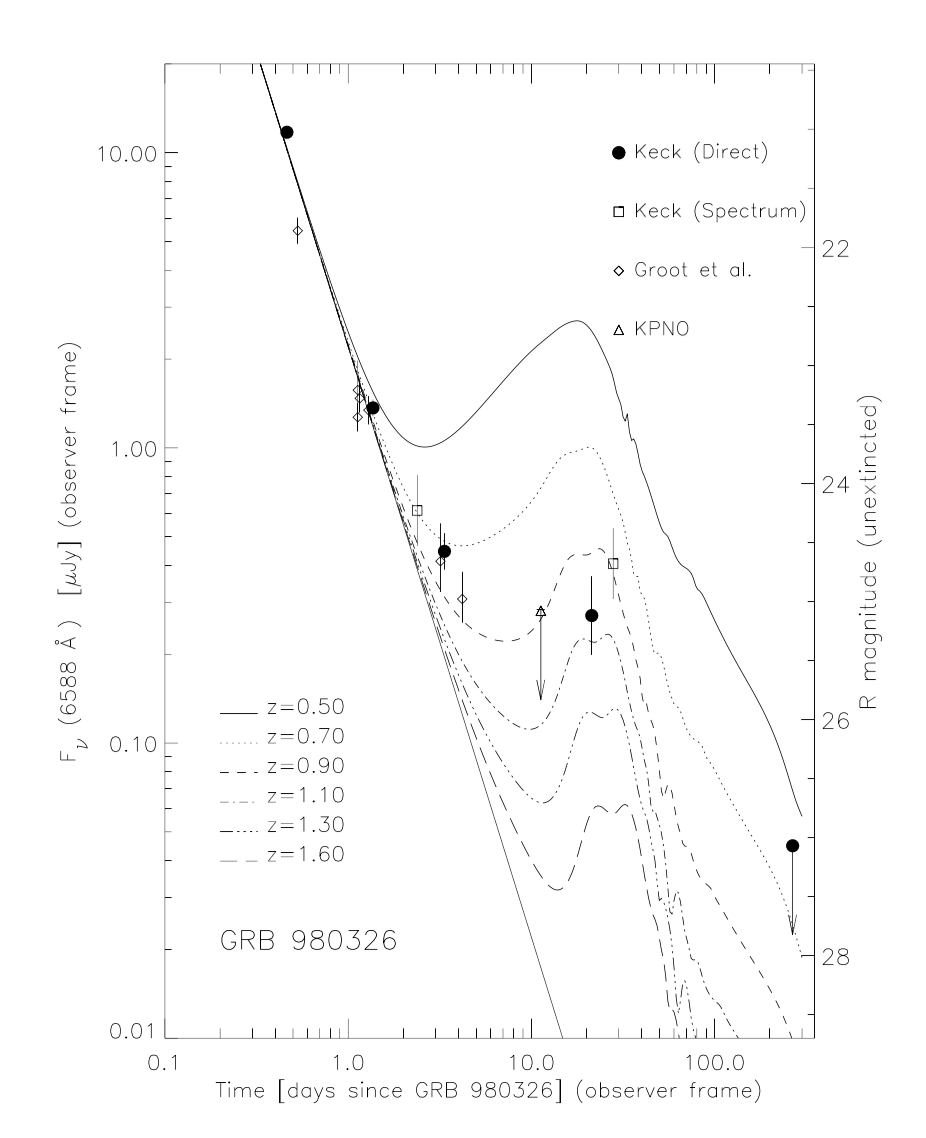 10.00
1.00
0.10
0.01
F_ν (6588 Å) [μJy] (observer frame)
Keck (Direct)
Keck (Spectrum)
Groot et al.
KPNO
22
24
26
28
R magnitude (unextincted)
z=0.50
z=0.70
z=0.90
z=1.10
z=1.30
z=1.60
GRB 980326
0.1 1.0 10.0 100.0
Time [days since GRB 980326] (observer frame)